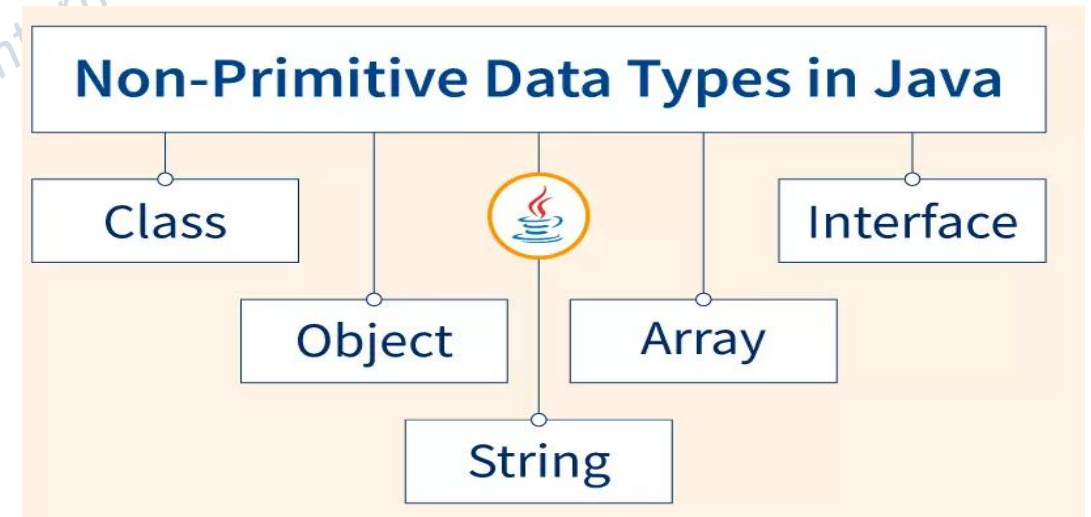 Non-Primitive Data Types in Java
Class
Interface
Object
Array
String